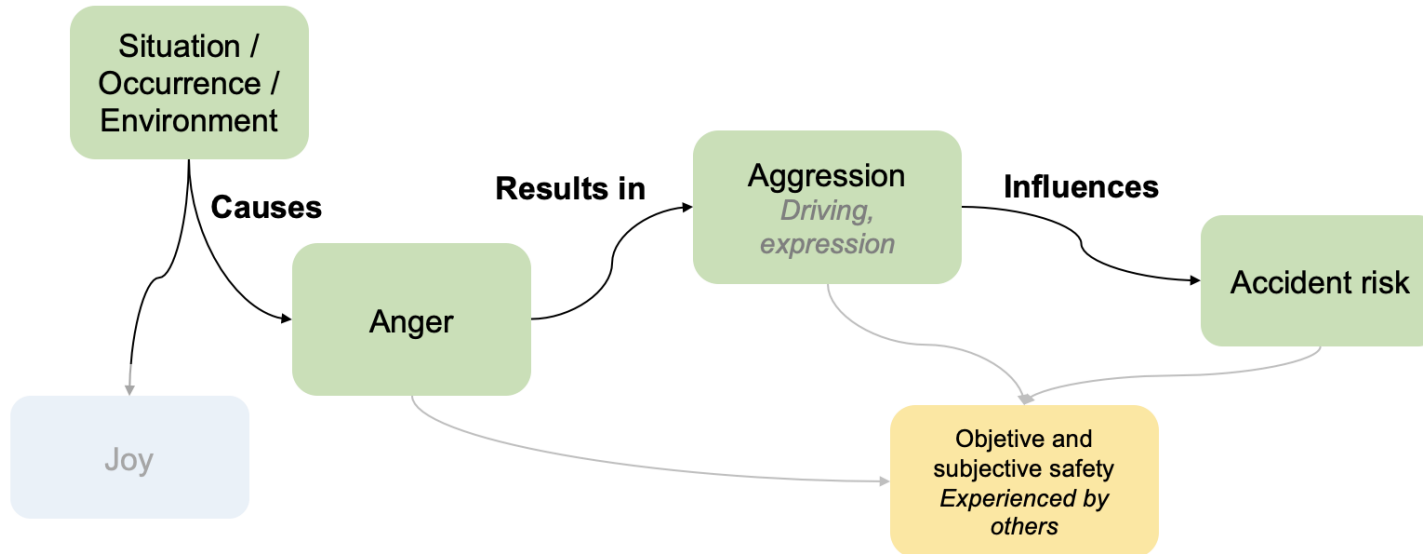 Situation /
Occurrence /
Environment
Causes
Results in
Aggression
Driving,
expression
Influences
Accident risk
Anger
Joy
Objetive and
subjective safety
Experienced by
others